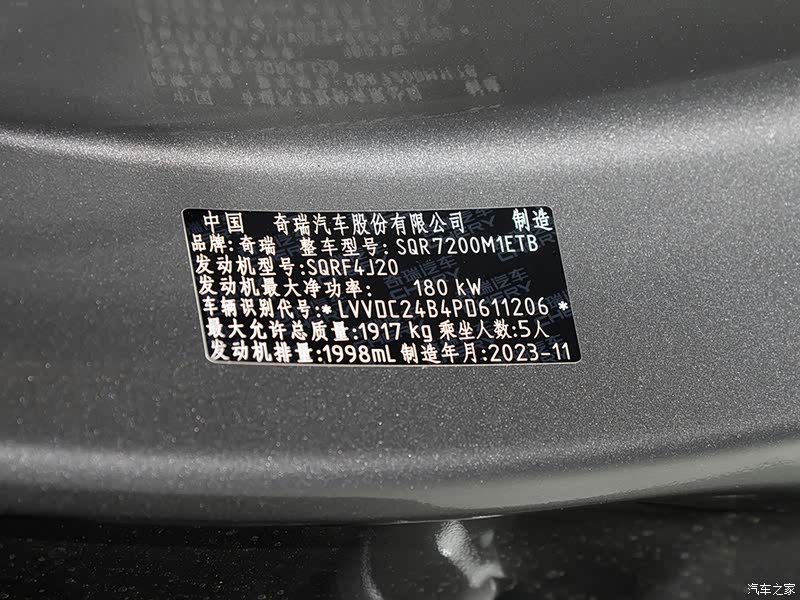 中国 奇瑞汽车股份有限公司 制造
品牌:奇瑞 整车型号:SQR7200M1ETB
发动机型号:SQRF4J20
发动机最大净功率: 180 kW
车辆识别代号:*LVVDC24B4PD611206*
最大允许总质量:1917 kg 乘坐人数:5人
发动机排量:1998mL 制造年月:2023-11
汽车之家